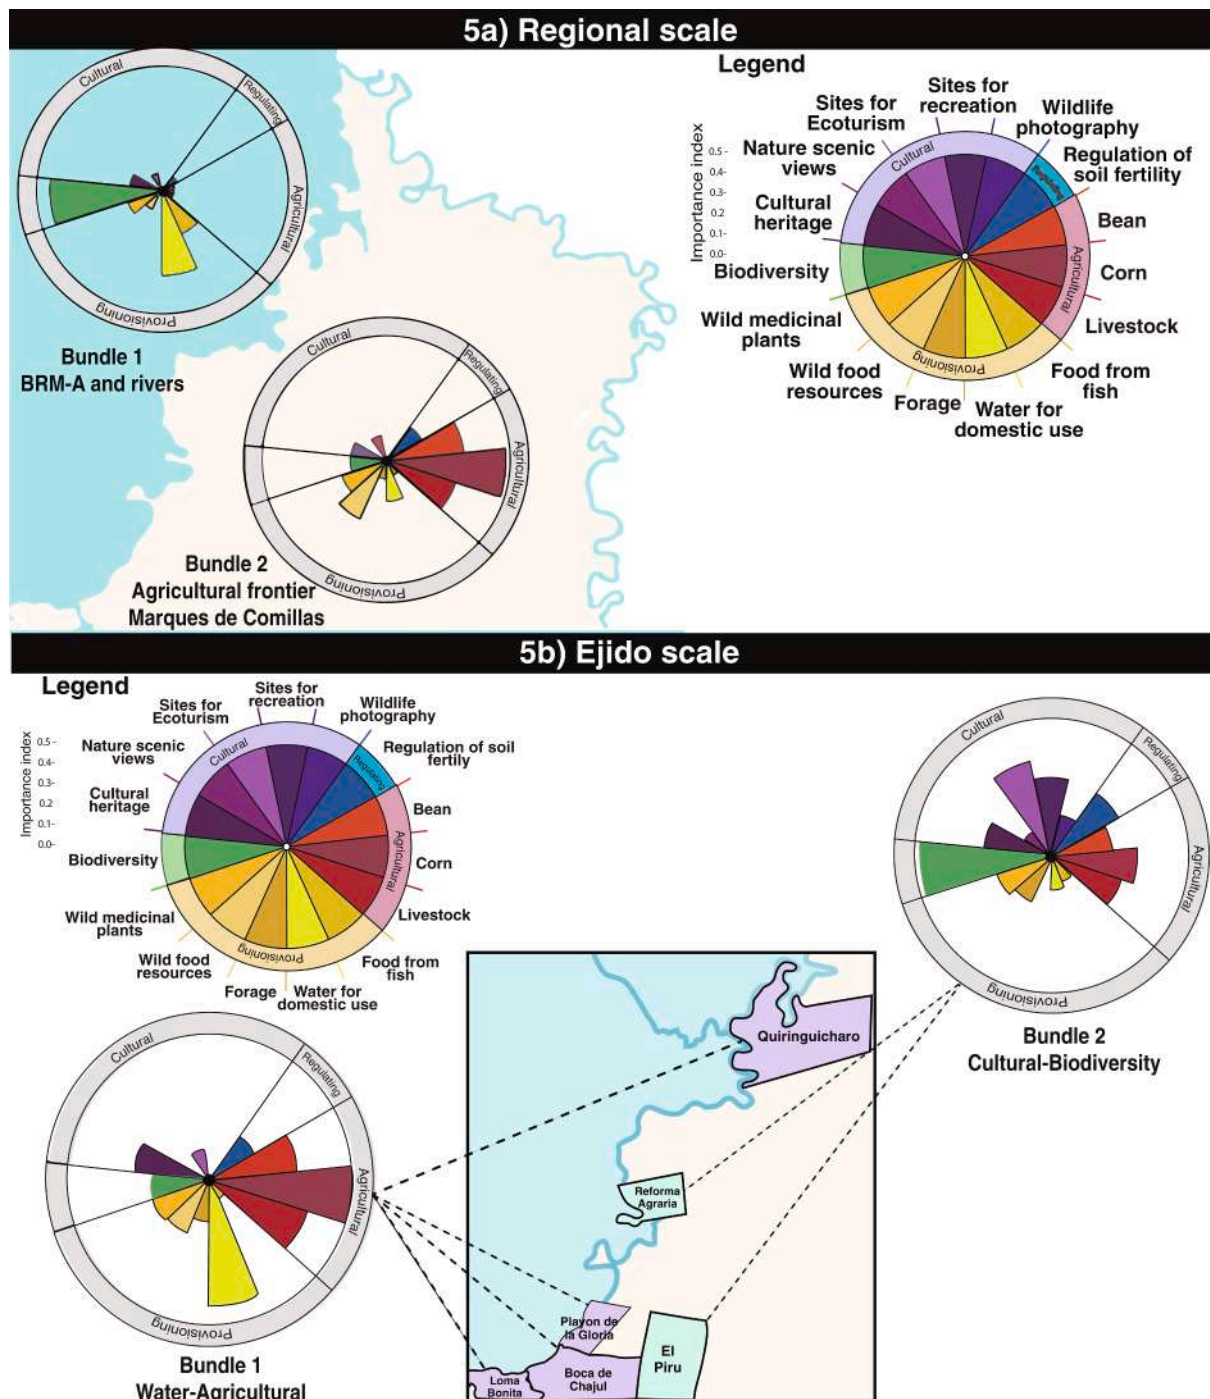 5a) Regional scale
Legend
Sites for
recreation
Sites for
Ecoturism
Wildlife
photography
Nature scenic
views
Regulation of
soil fertility
Cultural
heritage
Bean
Biodiversity
Corn
Wild medicinal
plants
Livestock
Wild food
resources
Food from
fish
Forage
Water for
domestic use
Importance index
0.5-
0.4-
0.3-
0.2
0.1-
0.0-
Cultural
Regulating
Agricultural
Provisioning
Cultural
Regulating
Agricultural
Provisioning
Bundle 1
BRM-A and rivers
Cultural
Regulating
Agricultural
Provisioning
Bundle 2
Agricultural frontier
Marques de Comillas
5b) Ejido scale
Legend
Sites for
recreation
Sites for
Ecoturism
Wildlife
photography
Nature scenic
views
Regulation of soil
fertily
Cultural
heritage
Bean
Biodiversity
Corn
Wild medicinal
plants
Livestock
Wild food
resources
Food from
fish
Forage
Water for
domestic use
Importance index
0.5-
0.4-
0.3-
0.2-
0.1-
0.0-
Cultural
Regulating
Agricultural
Provisioning
Cultural
Regulating
Agricultural
Provisioning
Bundle 2
Cultural-Biodiversity
Cultural
Regulating
Agricultural
Provisioning
Bundle 1
Water-Agricultural
Quiringuicharo
Reforma
Agraria
Playon de
la Gloria
El
Piru
Boca de
Chajul
Loma
Bonita